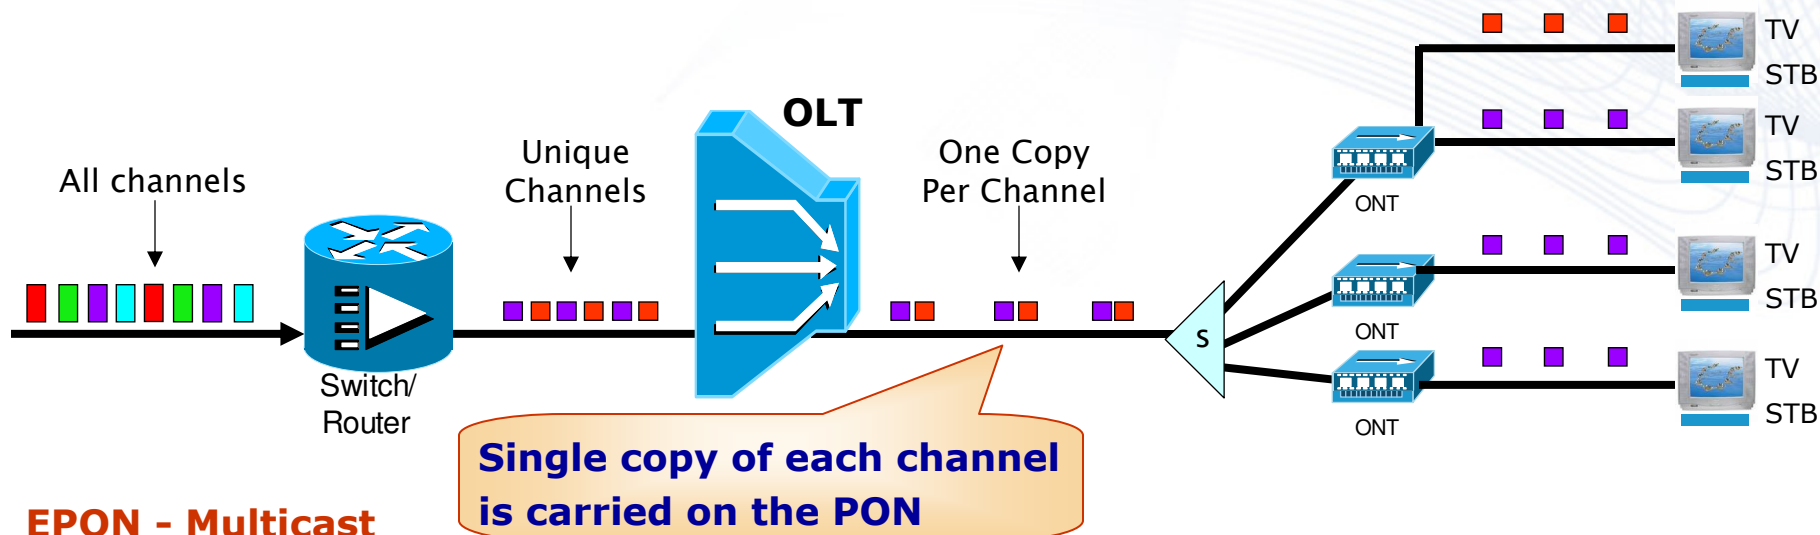 All channels
Switch/
Router
Unique
Channels
OLT
One Copy
Per Channel
Single copy of each channel
is carried on the PON
S
ONT
ONT
ONT
TV
STB
TV
STB
TV
STB
TV
STB
EPON - Multicast